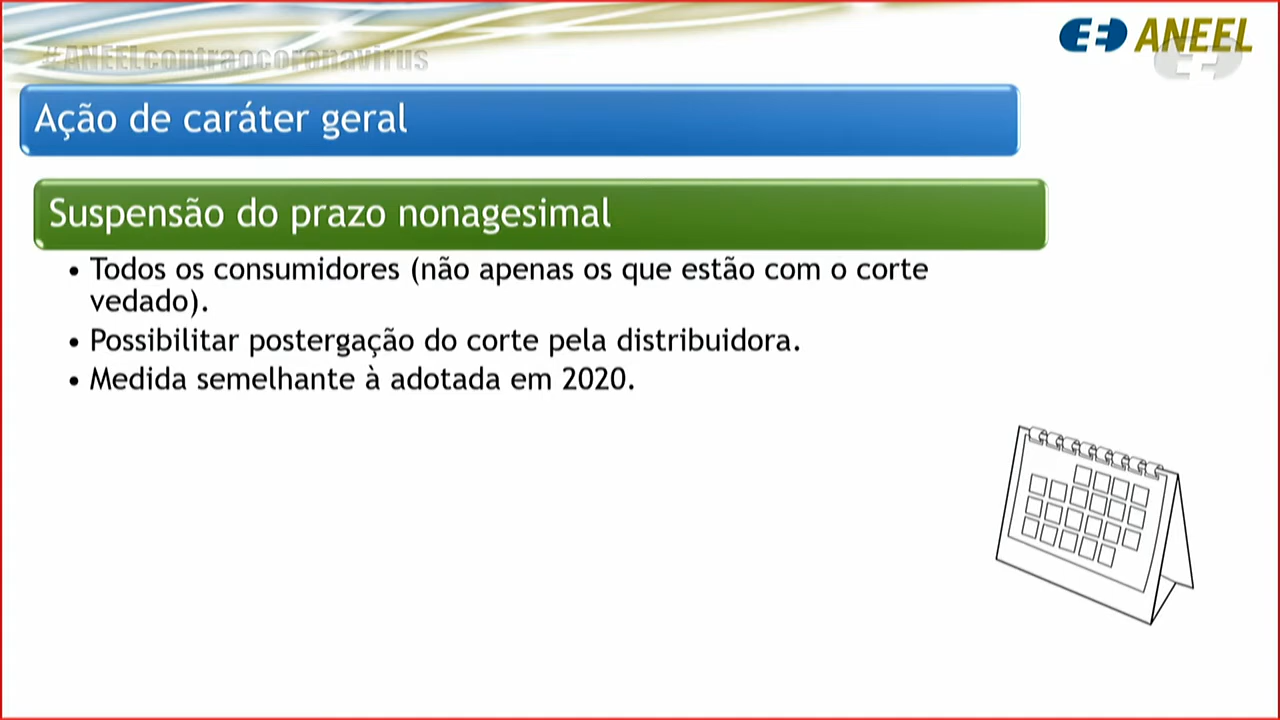 #ANEELcontraocoronavirus
ANEEL
Ação de caráter geral
Suspensão do prazo nonagesimal
• Todos os consumidores (não apenas os que estão com o corte
vedado).
• Possibilitar postergação do corte pela distribuidora.
• Medida semelhante à adotada em 2020.